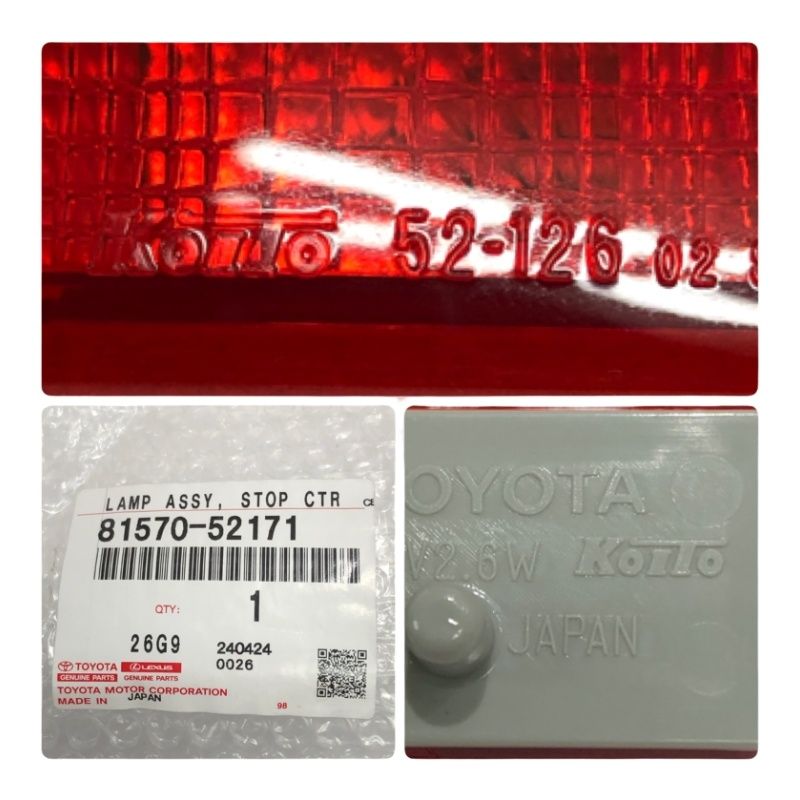 Koito 52-126 02 S
LAMP ASSY, STOP CTR CE
81570-52171
QTY: 1
26G9 240424
0026
TOYOTA LEXUS
GENUINE PARTS GENUINE PARTS
TOYOTA MOTOR CORPORATION
MADE IN JAPAN
98
OYOTA
V2.6W Koito
JAPAN